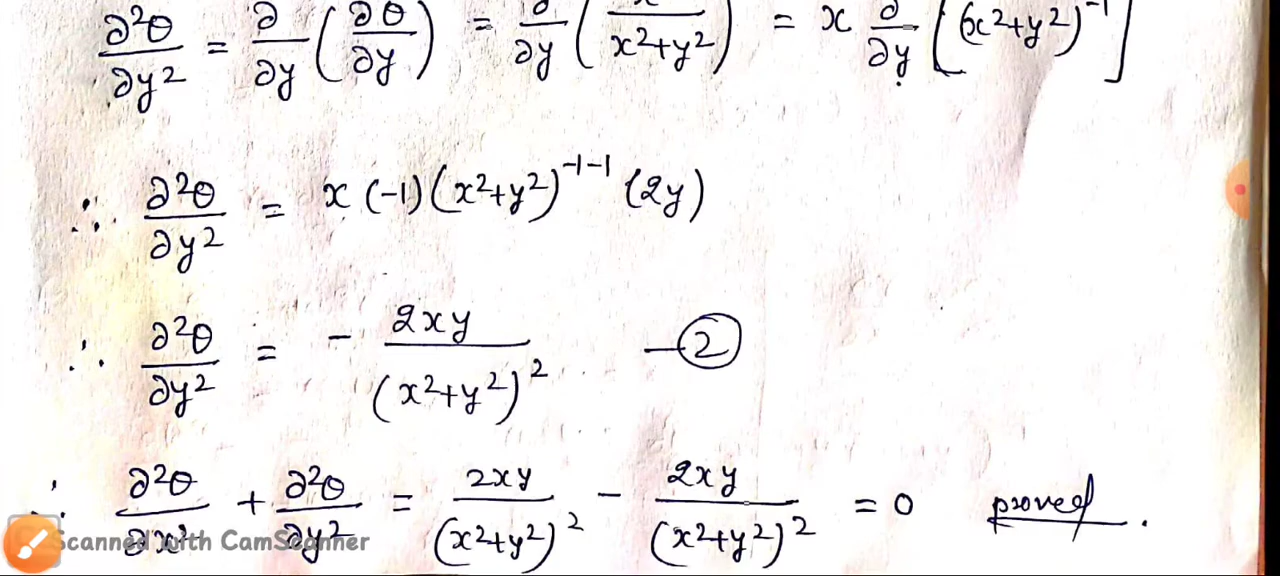 ∂²θ/∂y² = ∂/∂y (∂θ/∂y) = ∂/∂y (x/(x²+y²)) = x ∂/∂y [(x²+y²)⁻¹]
∴ ∂²θ/∂y² = x (-1)(x²+y²)⁻¹⁻¹ (2y)
∴ ∂²θ/∂y² = - 2xy/(x²+y²)² —②
∴ ∂²θ/∂x² + ∂²θ/∂y² = 2xy/(x²+y²)² - 2xy/(x²+y²)² = 0 proved.
Scanned with CamScanner